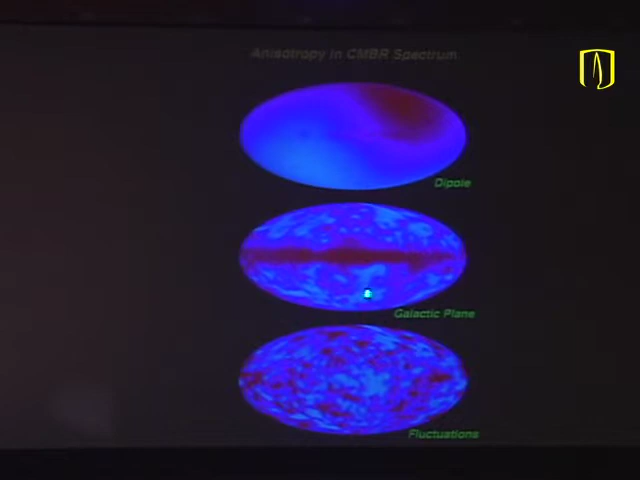 Anisotropy in CMBR Spectrum
Dipole
Galactic Plane
Fluctuations